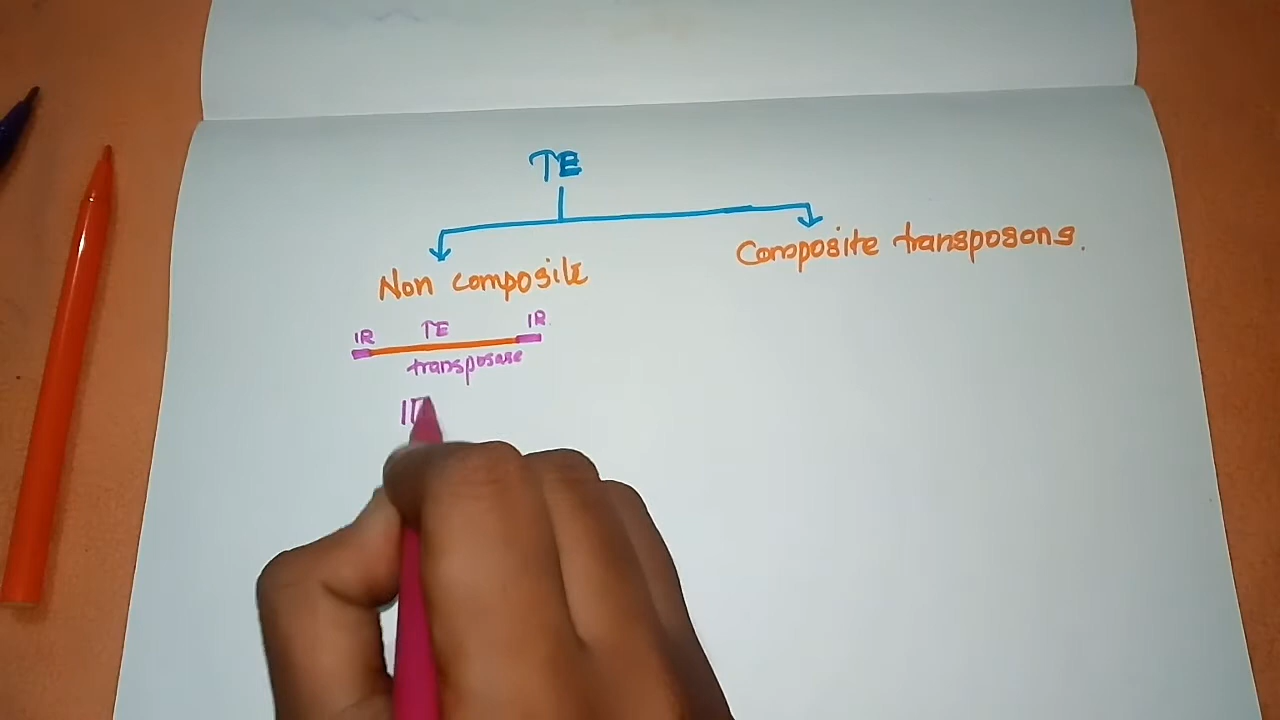 TE
Non composite
Composite transposons.
IR TE IR
transposase